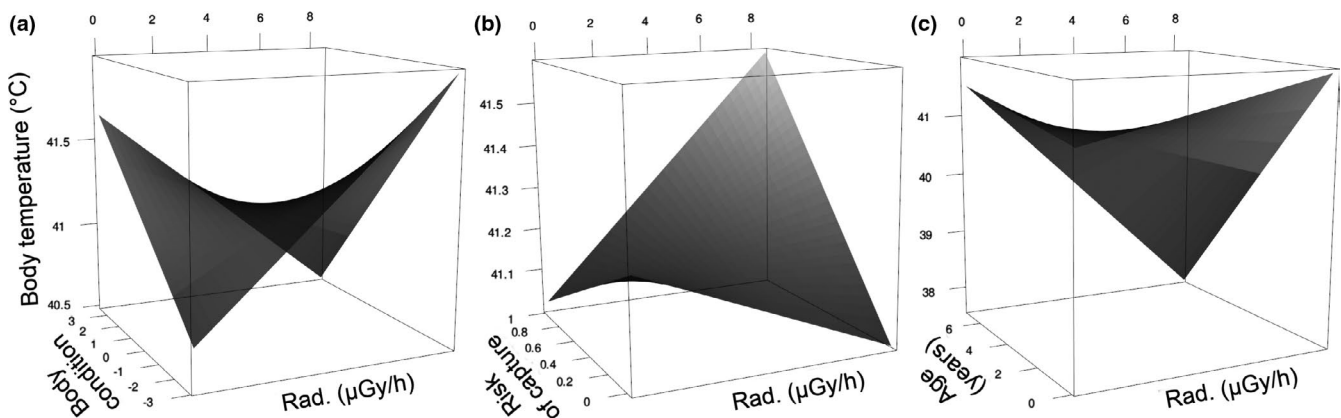 (a)
0 2 4 6 8
Body temperature (°C)
41.5
41
40.5
3
2
1
0
-1
-2
-3
Body
condition
Rad. (μGy/h)
(b)
0 2 4 6 8
41.5
41.4
41.3
41.2
41.1
1
0.8
0.6
0.4
0.2
0
Risk
of capture
Rad. (μGy/h)
(c)
0 2 4 6 8
41
40
39
38
6
4
2
0
Age
(years)
Rad. (μGy/h)